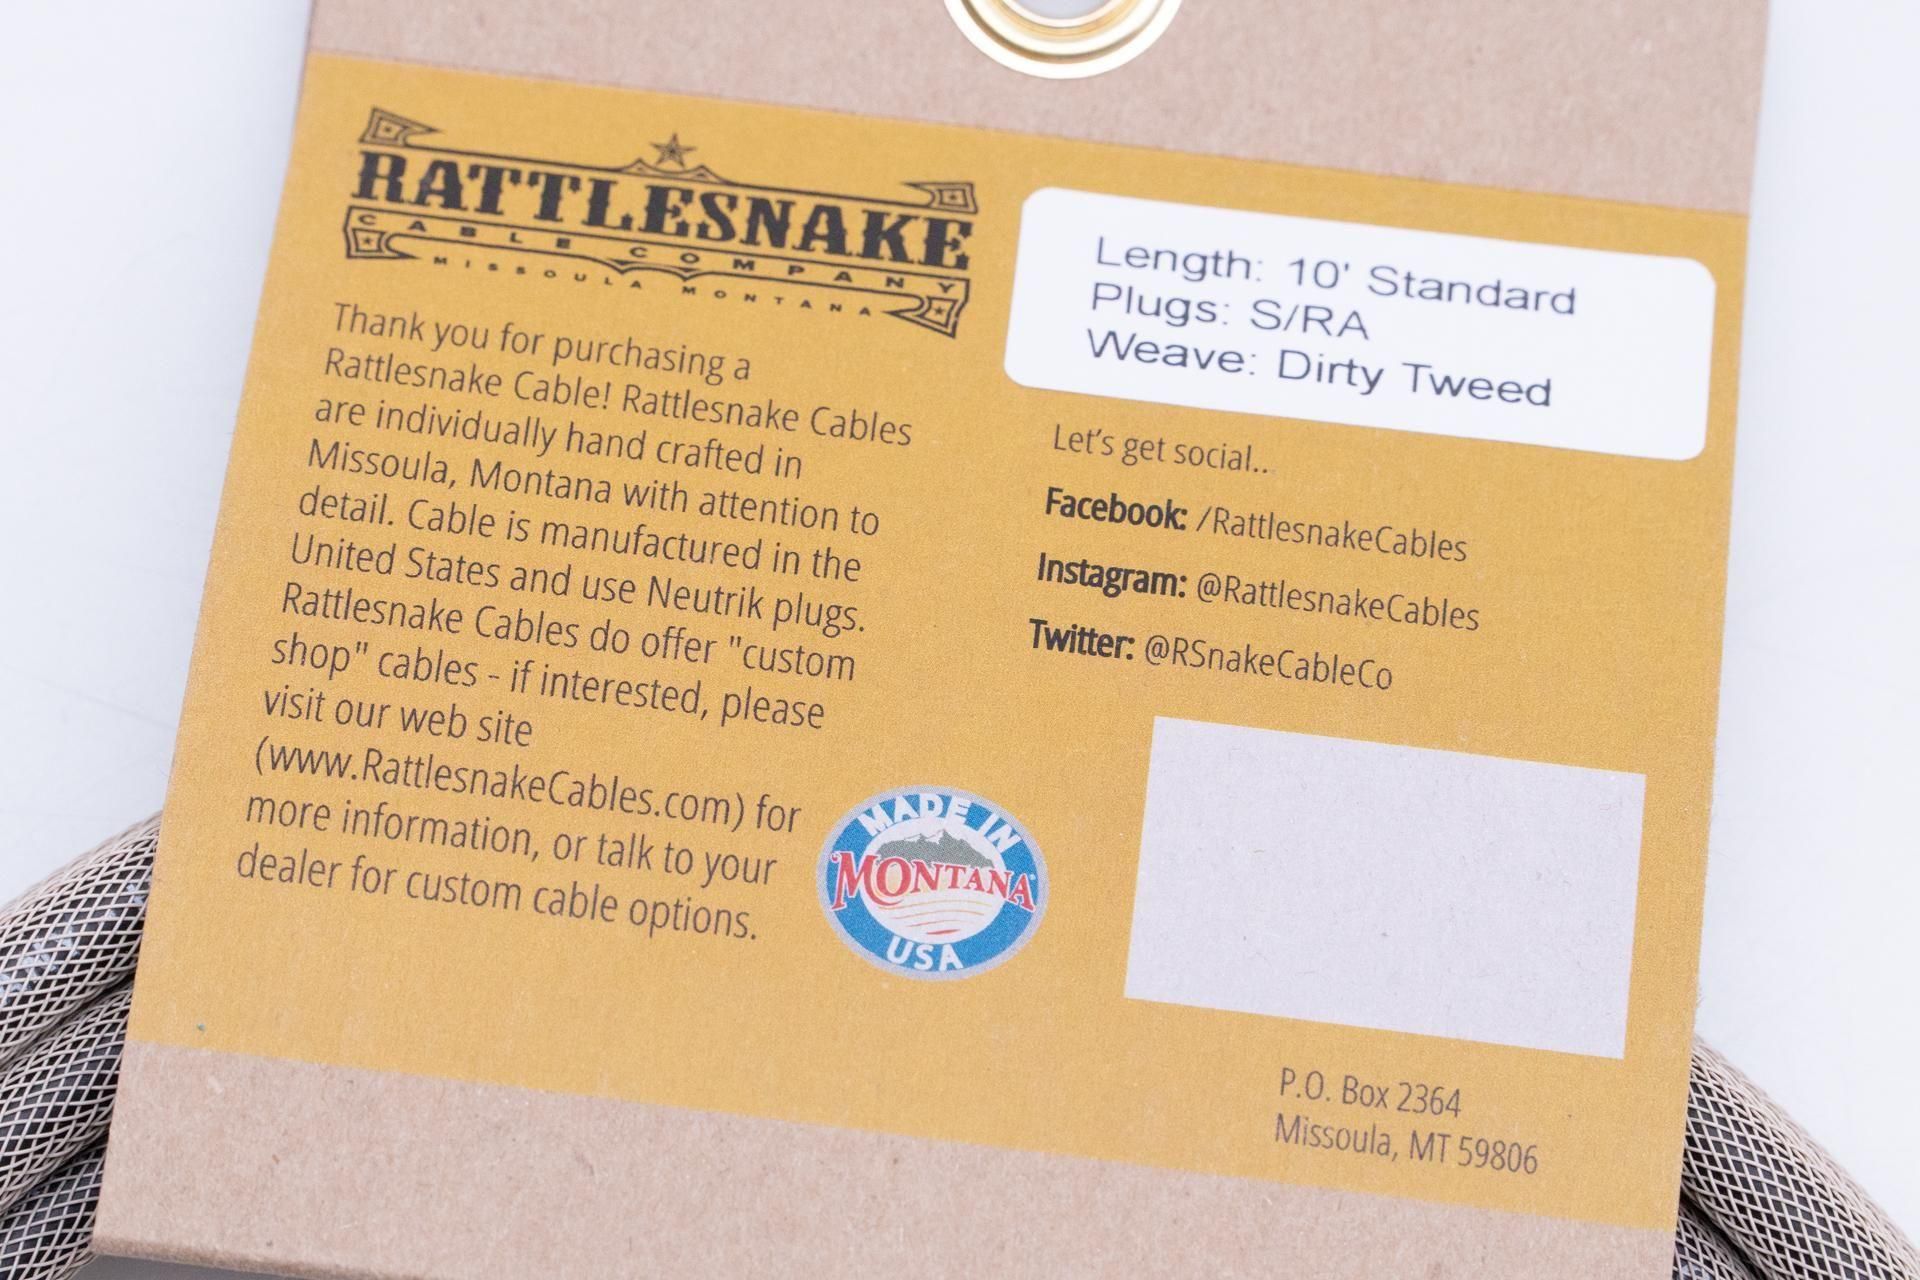 RATTLESNAKE
CABLE COMPANY
MISSOULA MONTANA
Thank you for purchasing a
Rattlesnake Cable! Rattlesnake Cables
are individually hand crafted in
Missoula, Montana with attention to
detail. Cable is manufactured in the
United States and use Neutrik plugs.
Rattlesnake Cables do offer "custom
shop" cables - if interested, please
visit our web site
(www.RattlesnakeCables.com) for
more information, or talk to your
dealer for custom cable options.
MADE IN
MONTANA
USA
Length: 10' Standard
Plugs: S/RA
Weave: Dirty Tweed
Let's get social...
Facebook: /RattlesnakeCables
Instagram: @RattlesnakeCables
Twitter: @RSnakeCableCo
P.O. Box 2364
Missoula, MT 59806